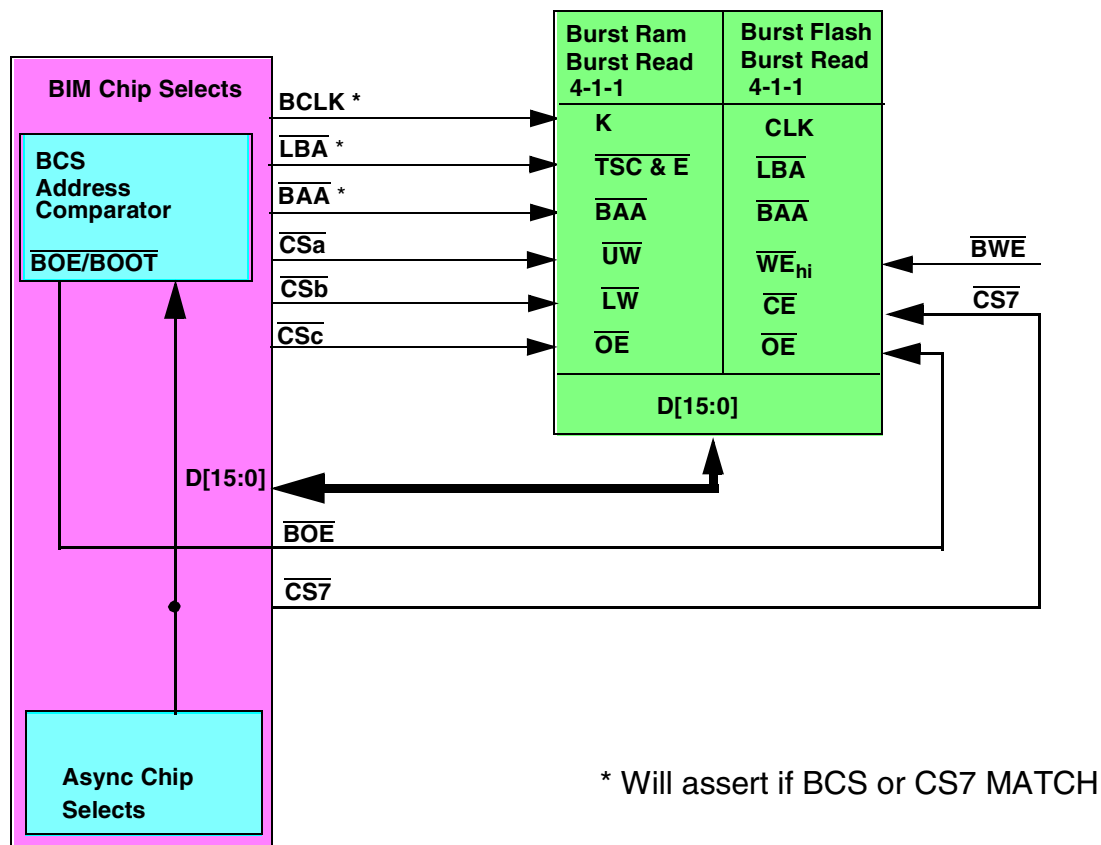 BIM Chip Selects
BCS
Address
Comparator
BOE/BOOT
BCLK *
LBA *
BAA *
CSa
CSb
CSc
Burst Ram
Burst Read
4-1-1
K
TSC & E
BAA
UW
LW
OE
Burst Flash
Burst Read
4-1-1
CLK
LBA
BAA
WEhi
CE
OE
BWE
CS7
D[15:0]
D[15:0]
BOE
CS7
Async Chip
Selects
* Will assert if BCS or CS7 MATCH